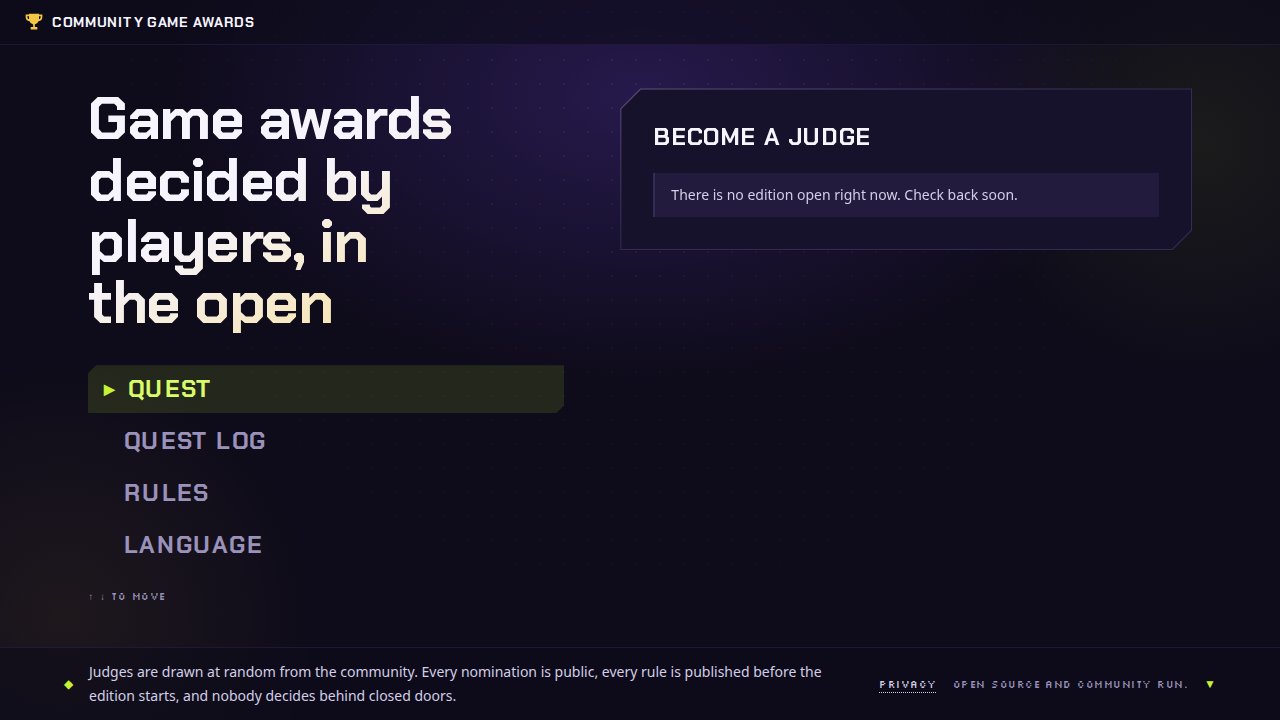 COMMUNITY GAME AWARDS
Game awards
decided by
players, in
the open
BECOME A JUDGE
There is no edition open right now. Check back soon.
▶ QUEST
QUEST LOG
RULES
LANGUAGE
↑ ↓ TO MOVE
Judges are drawn at random from the community. Every nomination is public, every rule is published before the
edition starts, and nobody decides behind closed doors.
PRIVACY OPEN SOURCE AND COMMUNITY RUN. ▼